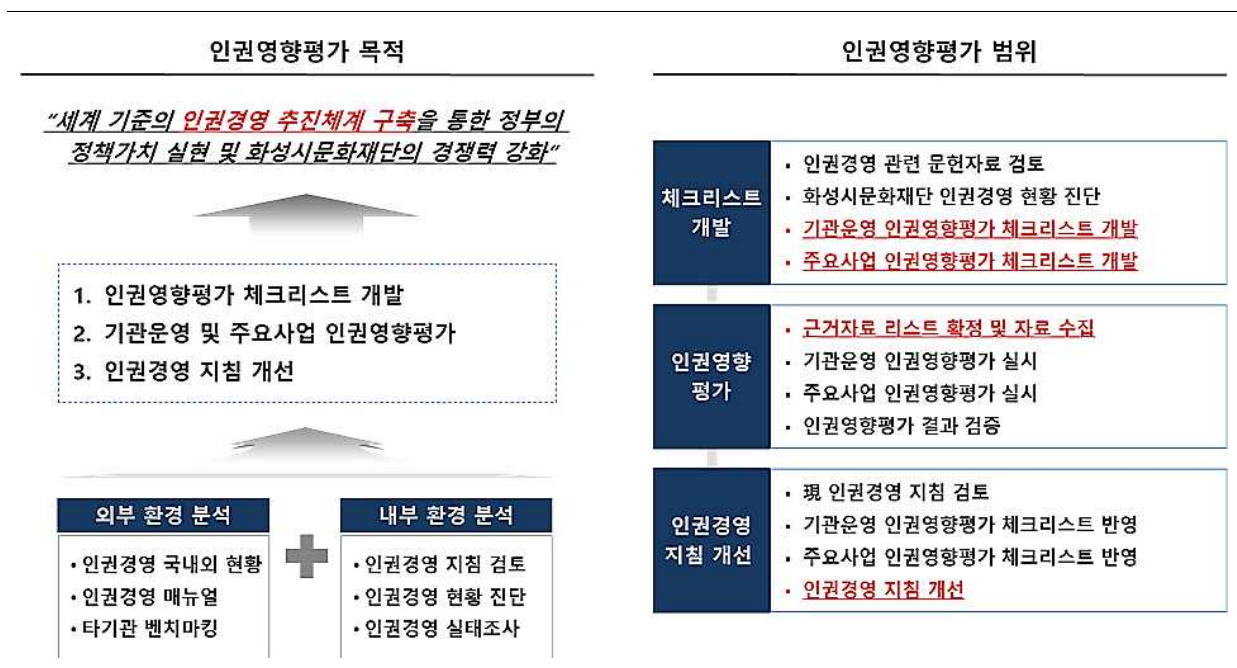 인권영향평가 목적
"세계 기준의 인권경영 추진체계 구축을 통한 정부의
정책가치 실현 및 화성시문화재단의 경쟁력 강화"
1. 인권영향평가 체크리스트 개발
2. 기관운영 및 주요사업 인권영향평가
3. 인권경영 지침 개선
외부 환경 분석
• 인권경영 국내외 현황
• 인권경영 매뉴얼
• 타기관 벤치마킹
내부 환경 분석
• 인권경영 지침 검토
• 인권경영 현황 진단
• 인권경영 실태조사
인권영향평가 범위
체크리스트
개발
▪ 인권경영 관련 문헌자료 검토
▪ 화성시문화재단 인권경영 현황 진단
▪ 기관운영 인권영향평가 체크리스트 개발
▪ 주요사업 인권영향평가 체크리스트 개발
인권영향
평가
▪ 근거자료 리스트 확정 및 자료 수집
▪ 기관운영 인권영향평가 실시
▪ 주요사업 인권영향평가 실시
▪ 인권영향평가 결과 검증
인권경영
지침 개선
▪ 現 인권경영 지침 검토
▪ 기관운영 인권영향평가 체크리스트 반영
▪ 주요사업 인권영향평가 체크리스트 반영
▪ 인권경영 지침 개선